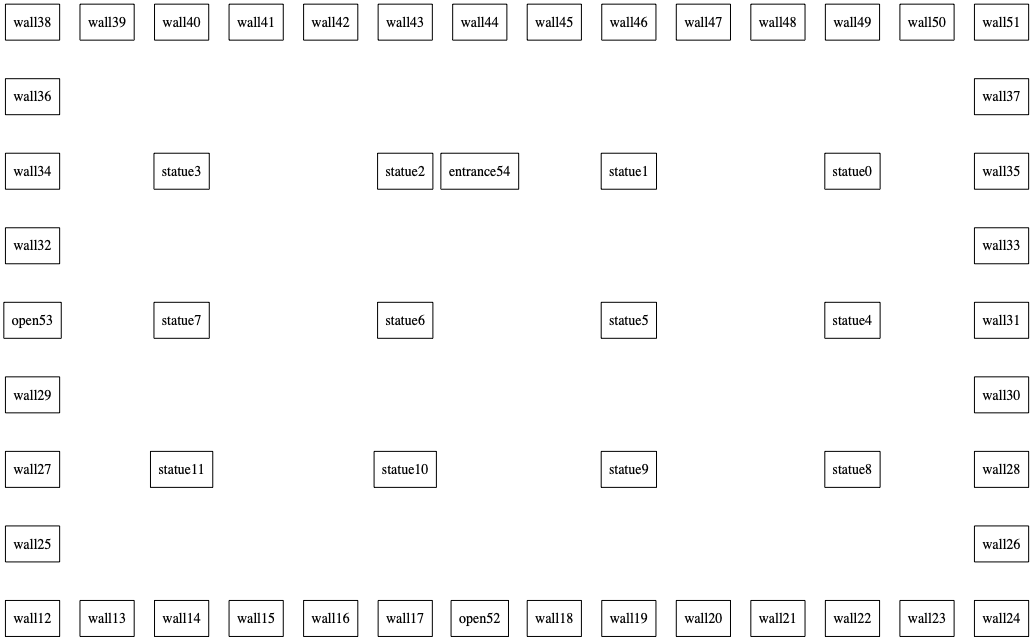 wall38 wall39 wall40 wall41 wall42 wall43 wall44 wall45 wall46 wall47 wall48 wall49 wall50 wall51
wall36 wall37
wall34 statue3 statue2 entrance54 statue1 statue0 wall35
wall32 wall33
open53 statue7 statue6 statue5 statue4 wall31
wall29 wall30
wall27 statue11 statue10 statue9 statue8 wall28
wall25 wall26
wall12 wall13 wall14 wall15 wall16 wall17 open52 wall18 wall19 wall20 wall21 wall22 wall23 wall24